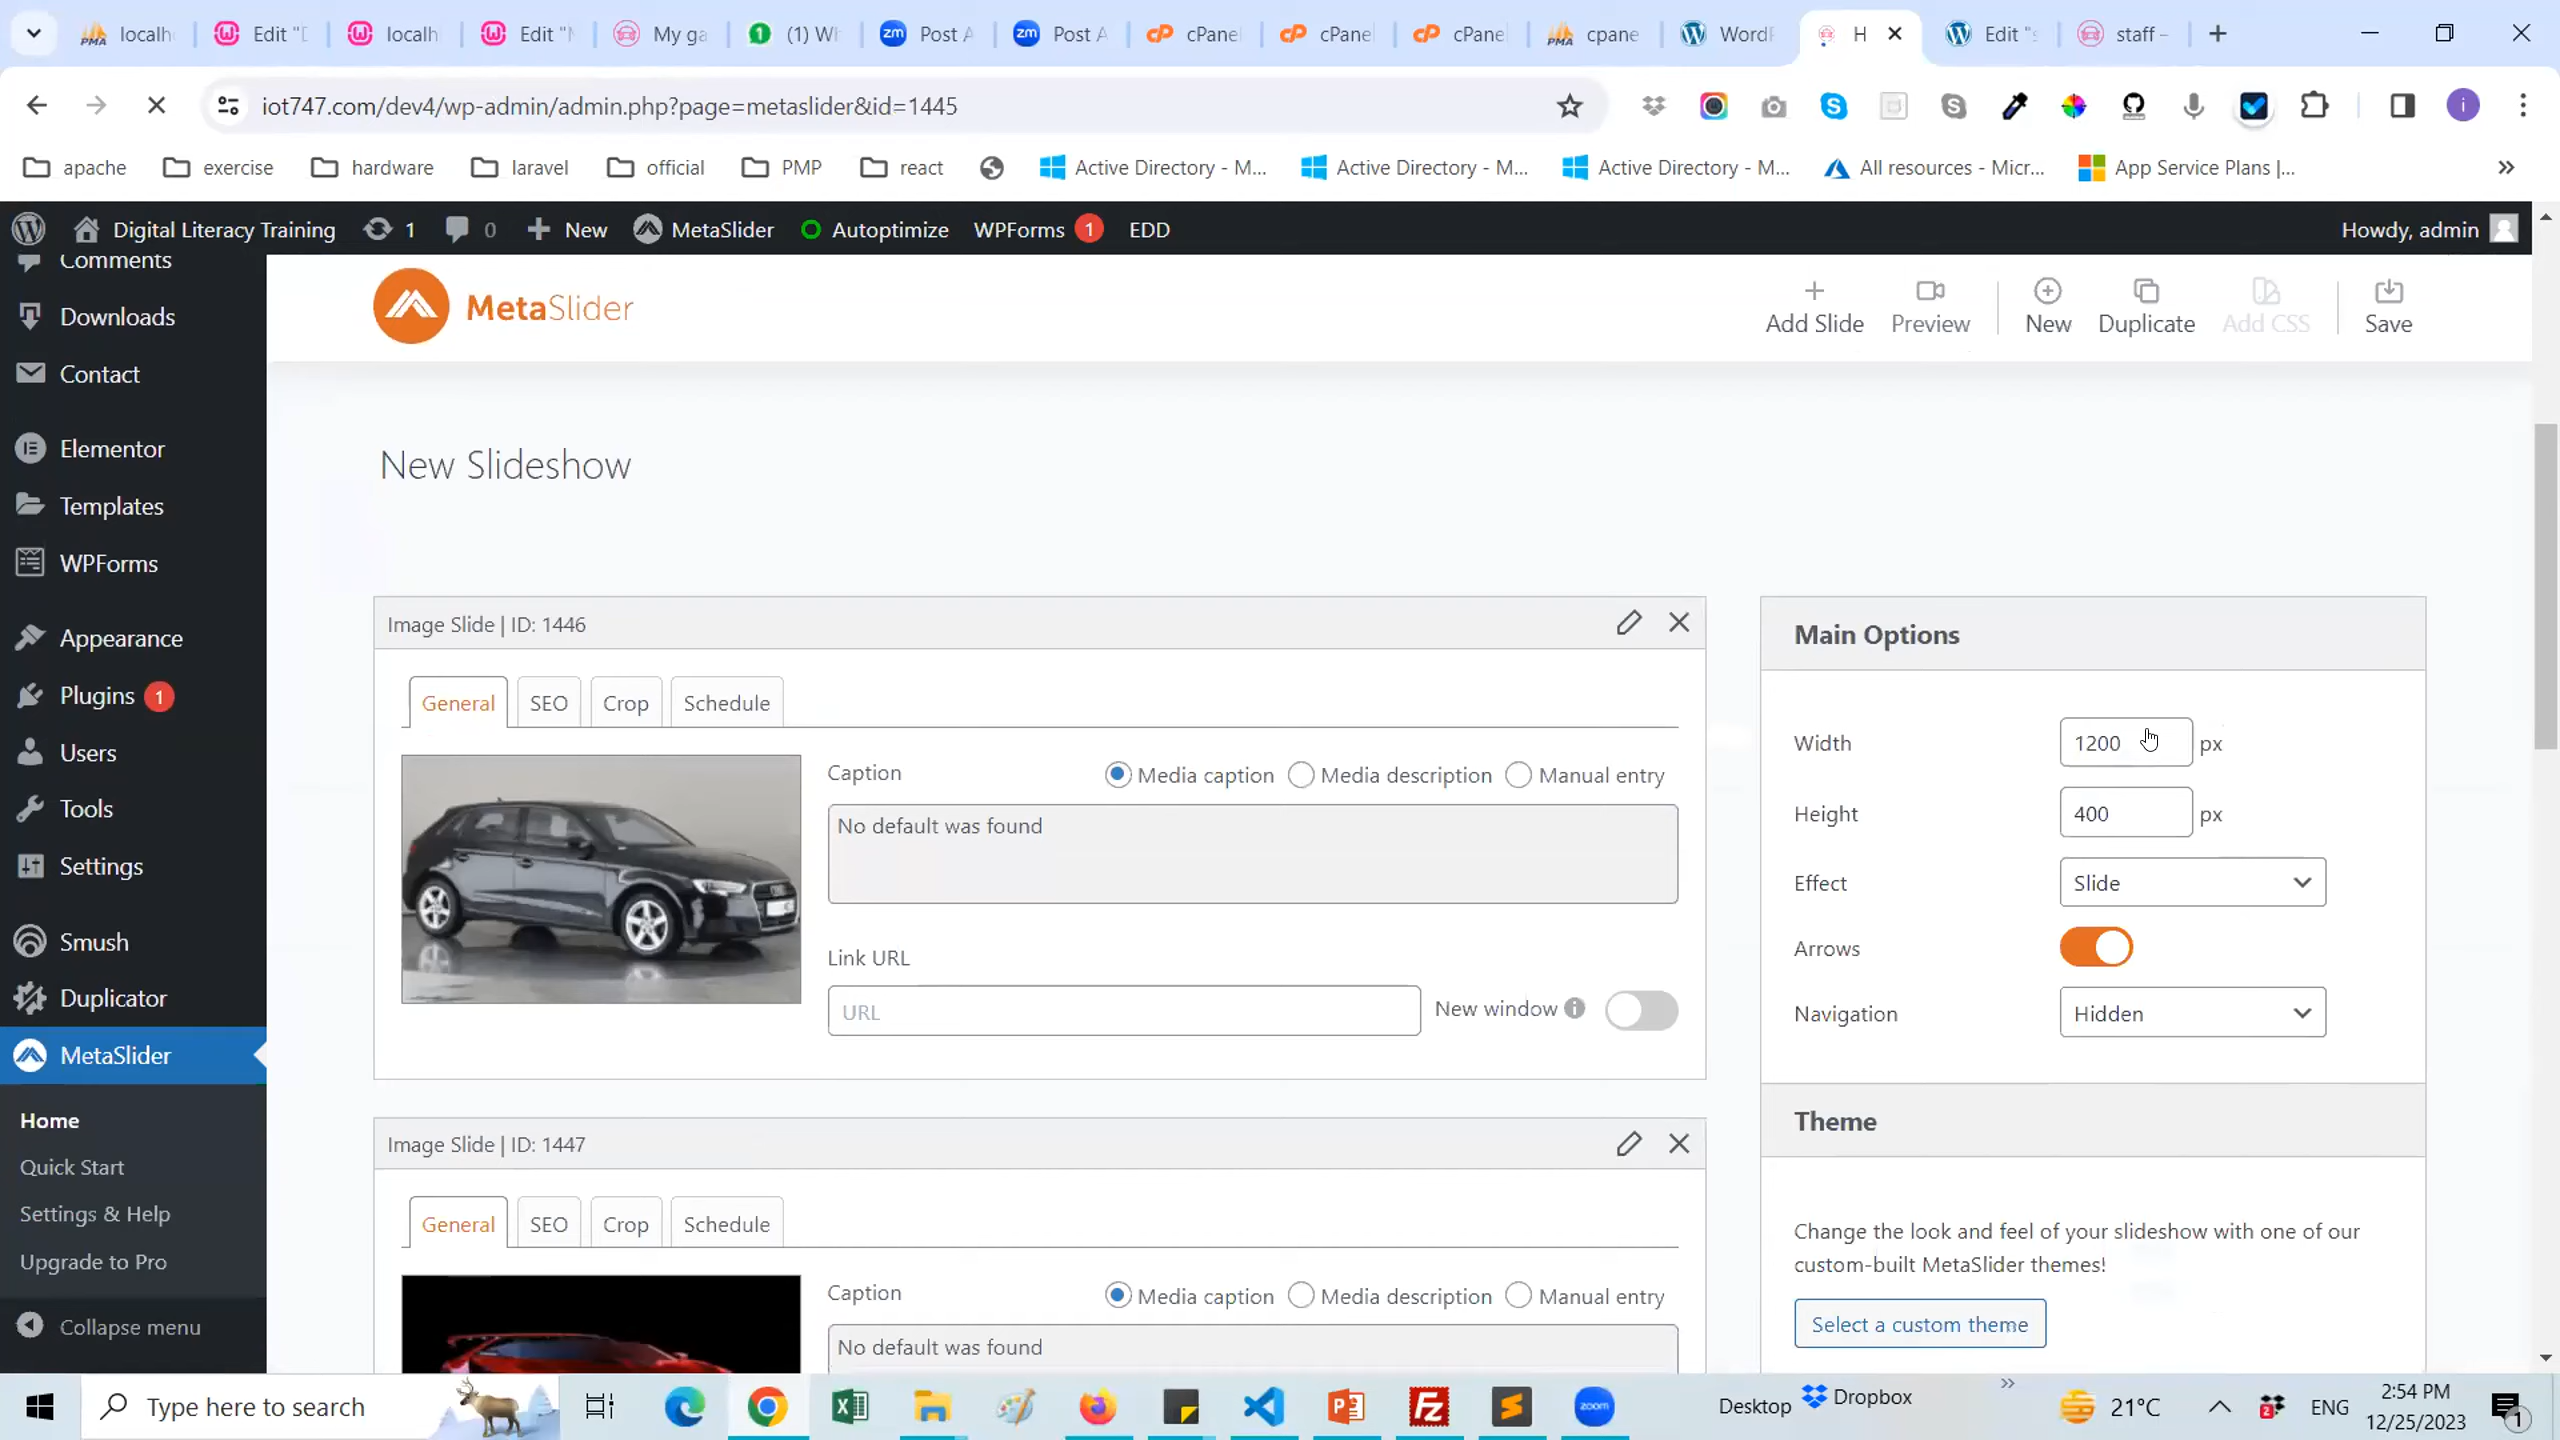 localh
Edit "D
localh
Edit "N
My ga
(1) Wh
Post A
Post A
cPanel
cPanel
cPanel
cpane
WordP
H
Edit "s
staff –
iot747.com/dev4/wp-admin/admin.php?page=metaslider&id=1445
apache
exercise
hardware
laravel
official
PMP
react
Active Directory - M...
Active Directory - M...
Active Directory - M...
All resources - Micr...
App Service Plans |...
Digital Literacy Training
1
0
New
MetaSlider
Autoptimize
WPForms 1
EDD
Howdy, admin
Comments
Downloads
Contact
Elementor
Templates
WPForms
Appearance
Plugins 1
Users
Tools
Settings
Smush
Duplicator
MetaSlider
Home
Quick Start
Settings & Help
Upgrade to Pro
Collapse menu
MetaSlider
Add Slide
Preview
New
Duplicate
Add CSS
Save
New Slideshow
Image Slide | ID: 1446
General
SEO
Crop
Schedule
Caption
Media caption
Media description
Manual entry
No default was found
Link URL
URL
New window
Image Slide | ID: 1447
General
SEO
Crop
Schedule
Caption
Media caption
Media description
Manual entry
No default was found
Main Options
Width
1200
px
Height
400
px
Effect
Slide
Arrows
Navigation
Hidden
Theme
Change the look and feel of your slideshow with one of our
custom-built MetaSlider themes!
Select a custom theme
Type here to search
Desktop
Dropbox
21°C
ENG
2:54 PM
12/25/2023
1